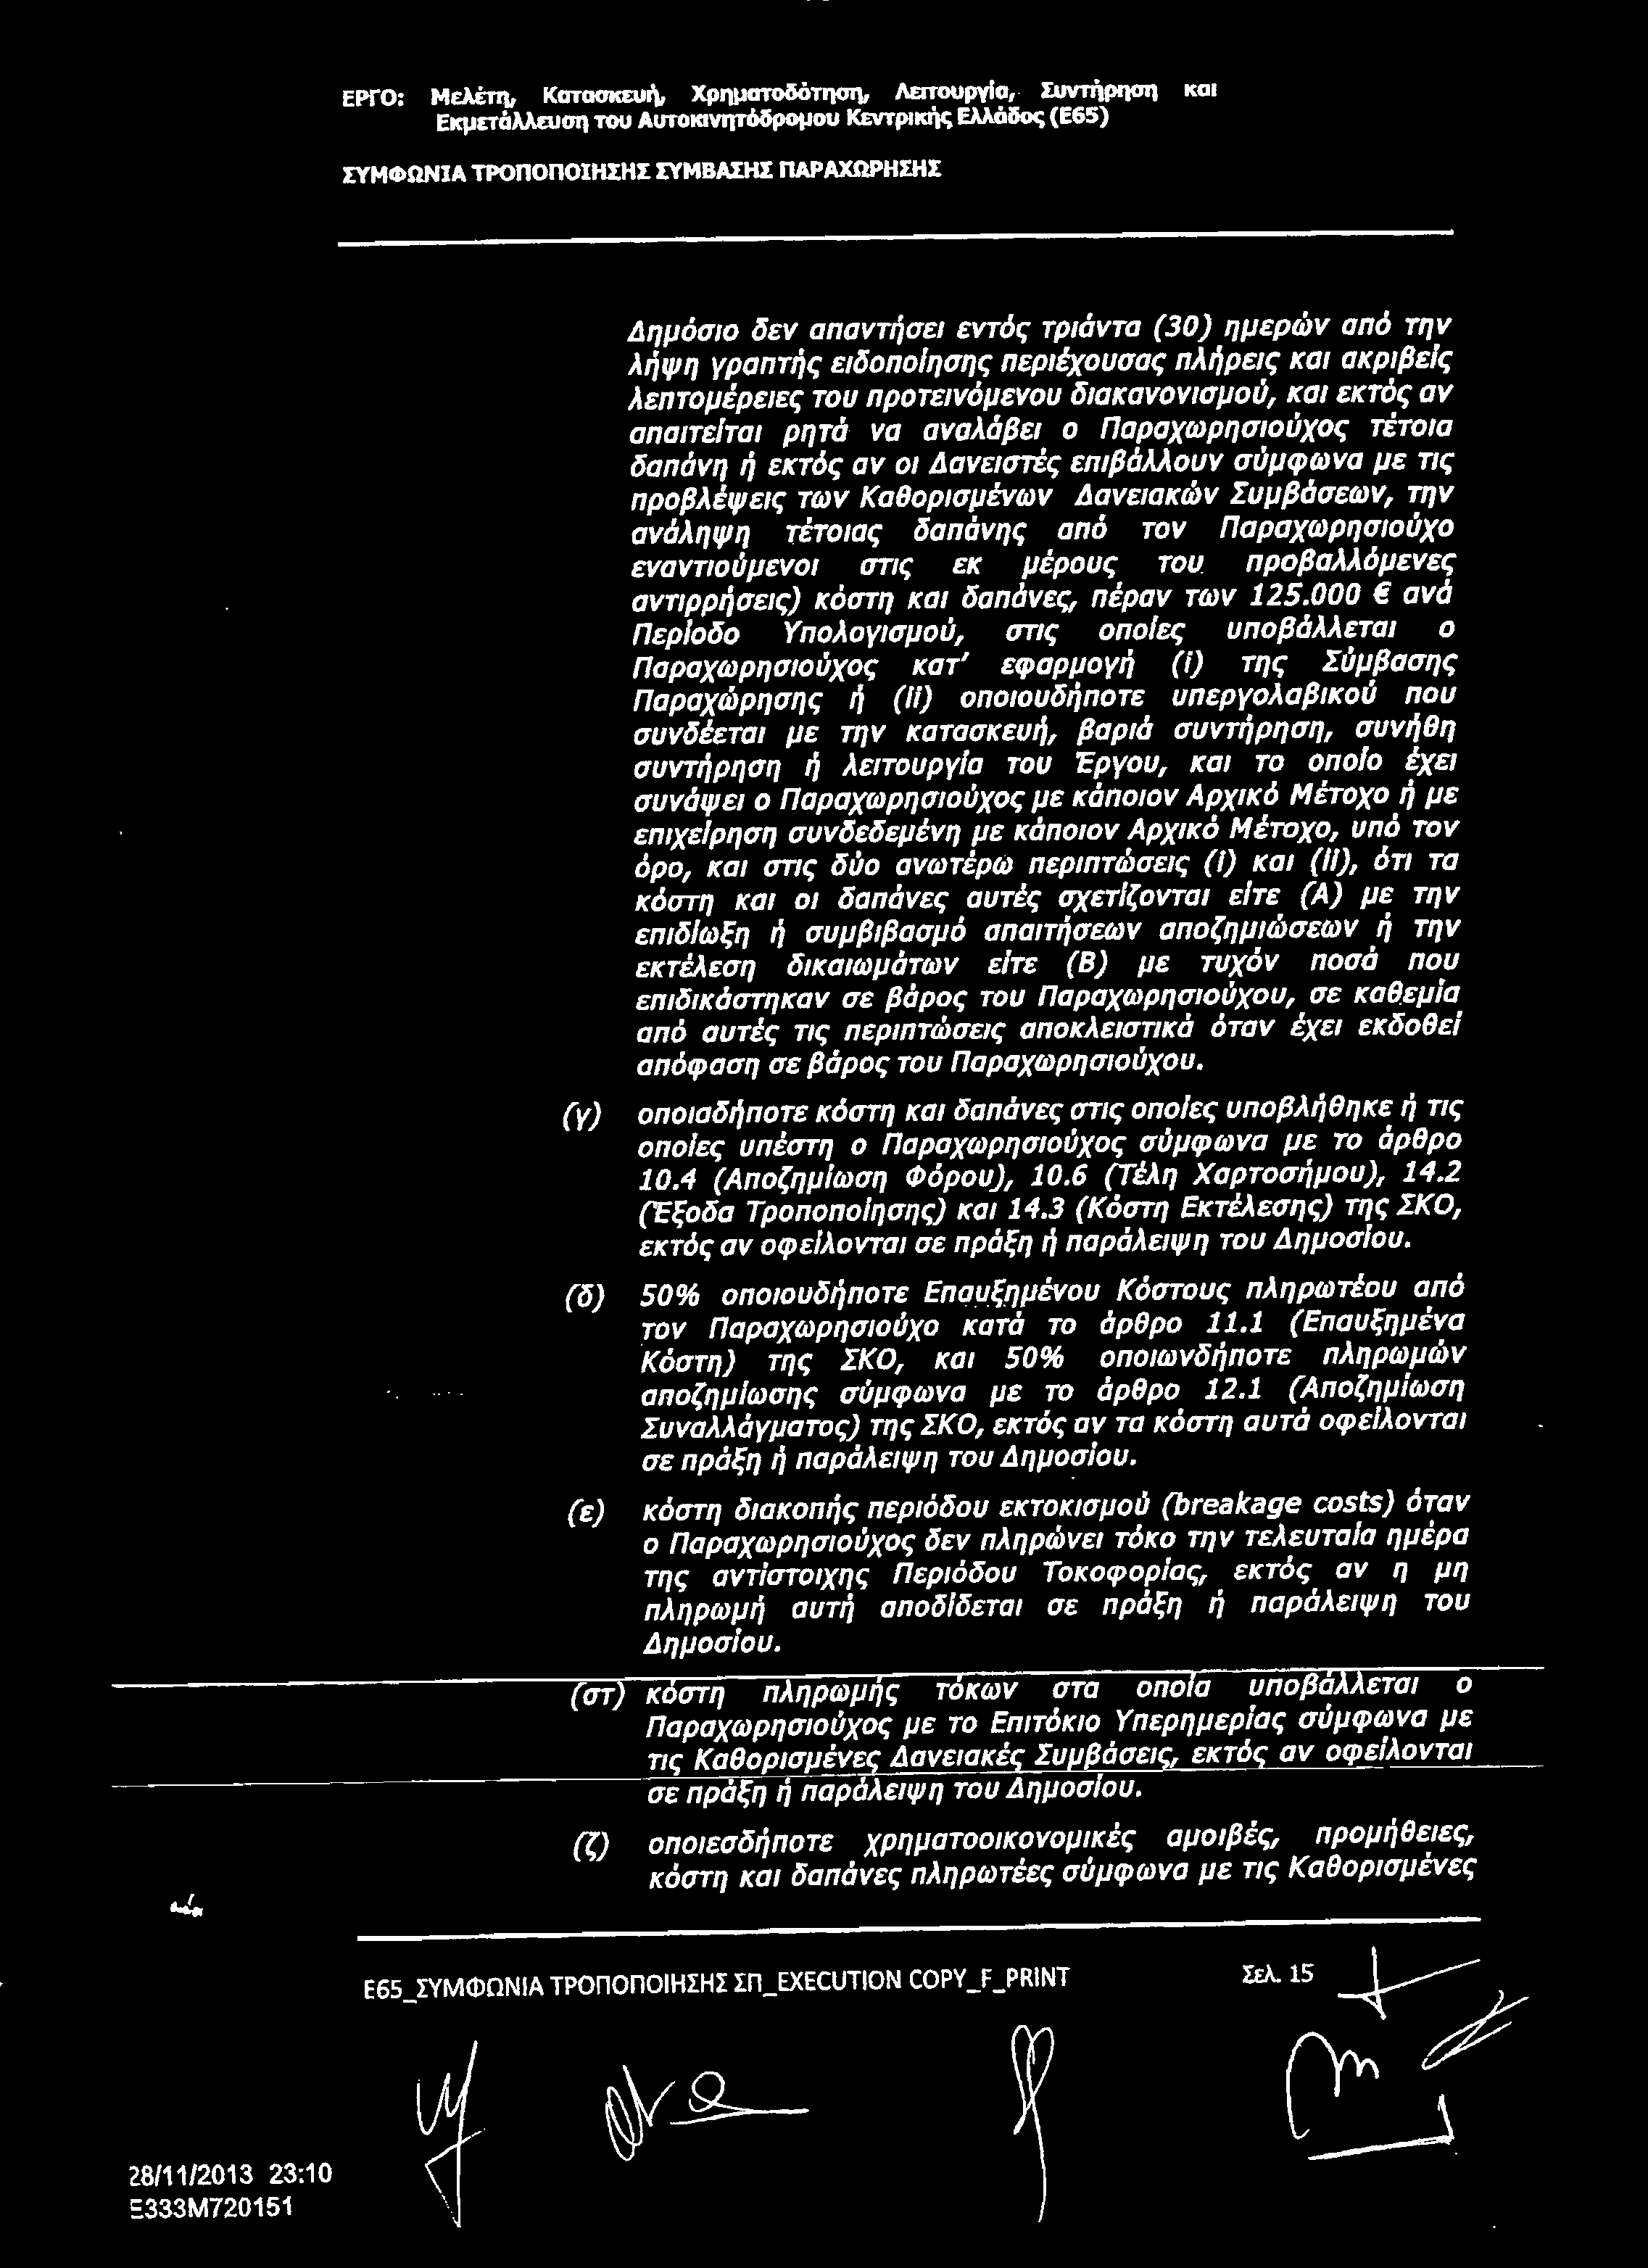 ΕΡΓΟ: Μελέτη, Κατασκευή, Χρηματοδότηση, Λειτουργία, Συντήρηση και
Εκμετάλλευση του Αυτοκινητόδρομου Κεντρικής Ελλάδος (Ε65)
ΣΥΜΦΩΝΙΑ ΤΡΟΠΟΠΟΙΗΣΗΣ ΣΥΜΒΑΣΗΣ ΠΑΡΑΧΩΡΗΣΗΣ
Δημόσιο δεν απαντήσει εντός τριάντα (30) ημερών από την
λήψη γραπτής ειδοποίησης περιέχουσας πλήρεις και ακριβείς
λεπτομέρειες του προτεινόμενου διακανονισμού, και εκτός αν
απαιτείται ρητά να αναλάβει ο Παραχωρησιούχος τέτοια
δαπάνη ή εκτός αν οι Δανειστές επιβάλλουν σύμφωνα με τις
προβλέψεις των Καθορισμένων Δανειακών Συμβάσεων, την
ανάληψη τέτοιας δαπάνης από τον Παραχωρησιούχο
εναντιούμενοι στις εκ μέρους του προβαλλόμενες
αντιρρήσεις) κόστη και δαπάνες, πέραν των 125.000 € ανά
Περίοδο Υπολογισμού, στις οποίες υποβάλλεται ο
Παραχωρησιούχος κατ' εφαρμογή (i) της Σύμβασης
Παραχώρησης ή (ii) οποιουδήποτε υπεργολαβικού που
συνδέεται με την κατασκευή, βαριά συντήρηση, συνήθη
συντήρηση ή λειτουργία του Έργου, και το οποίο έχει
συνάψει ο Παραχωρησιούχος με κάποιον Αρχικό Μέτοχο ή με
επιχείρηση συνδεδεμένη με κάποιον Αρχικό Μέτοχο, υπό τον
όρο, και στις δύο ανωτέρω περιπτώσεις (i) και (ii), ότι τα
κόστη και οι δαπάνες αυτές σχετίζονται είτε (Α) με την
επιδίωξη ή συμβιβασμό απαιτήσεων αποζημιώσεων ή την
εκτέλεση δικαιωμάτων είτε (Β) με τυχόν ποσά που
επιδικάστηκαν σε βάρος του Παραχωρησιούχου, σε καθεμία
από αυτές τις περιπτώσεις αποκλειστικά όταν έχει εκδοθεί
απόφαση σε βάρος του Παραχωρησιούχου.
(γ) οποιαδήποτε κόστη και δαπάνες στις οποίες υποβλήθηκε ή τις
οποίες υπέστη ο Παραχωρησιούχος σύμφωνα με το άρθρο
10.4 (Αποζημίωση Φόρου), 10.6 (Τέλη Χαρτοσήμου), 14.2
(Έξοδα Τροποποίησης) και 14.3 (Κόστη Εκτέλεσης) της ΣΚΟ,
εκτός αν οφείλονται σε πράξη ή παράλειψη του Δημοσίου.
(δ) 50% οποιουδήποτε Επαυξημένου Κόστους πληρωτέου από
τον Παραχωρησιούχο κατά το άρθρο 11.1 (Επαυξημένα
Κόστη) της ΣΚΟ, και 50% οποιωνδήποτε πληρωμών
αποζημίωσης σύμφωνα με το άρθρο 12.1 (Αποζημίωση
Συναλλάγματος) της ΣΚΟ, εκτός αν τα κόστη αυτά οφείλονται
σε πράξη ή παράλειψη του Δημοσίου.
(ε) κόστη διακοπής περιόδου εκτοκισμού (breakage costs) όταν
ο Παραχωρησιούχος δεν πληρώνει τόκο την τελευταία ημέρα
της αντίστοιχης Περιόδου Τοκοφορίας, εκτός αν η μη
πληρωμή αυτή αποδίδεται σε πράξη ή παράλειψη του
Δημοσίου.
(στ) κόστη πληρωμής τόκων στα οποία υποβάλλεται ο
Παραχωρησιούχος με το Επιτόκιο Υπερημερίας σύμφωνα με
τις Καθορισμένες Δανειακές Συμβάσεις, εκτός αν οφείλονται
σε πράξη ή παράλειψη του Δημοσίου.
(ζ) οποιεσδήποτε χρηματοοικονομικές αμοιβές, προμήθειες,
κόστη και δαπάνες πληρωτέες σύμφωνα με τις Καθορισμένες
Ε65_ΣΥΜΦΩΝΙΑ ΤΡΟΠΟΠΟΙΗΣΗΣ ΣΠ_EXECUTION COPY_F_PRINT Σελ. 15
28/11/2013 23:10
E333M720151